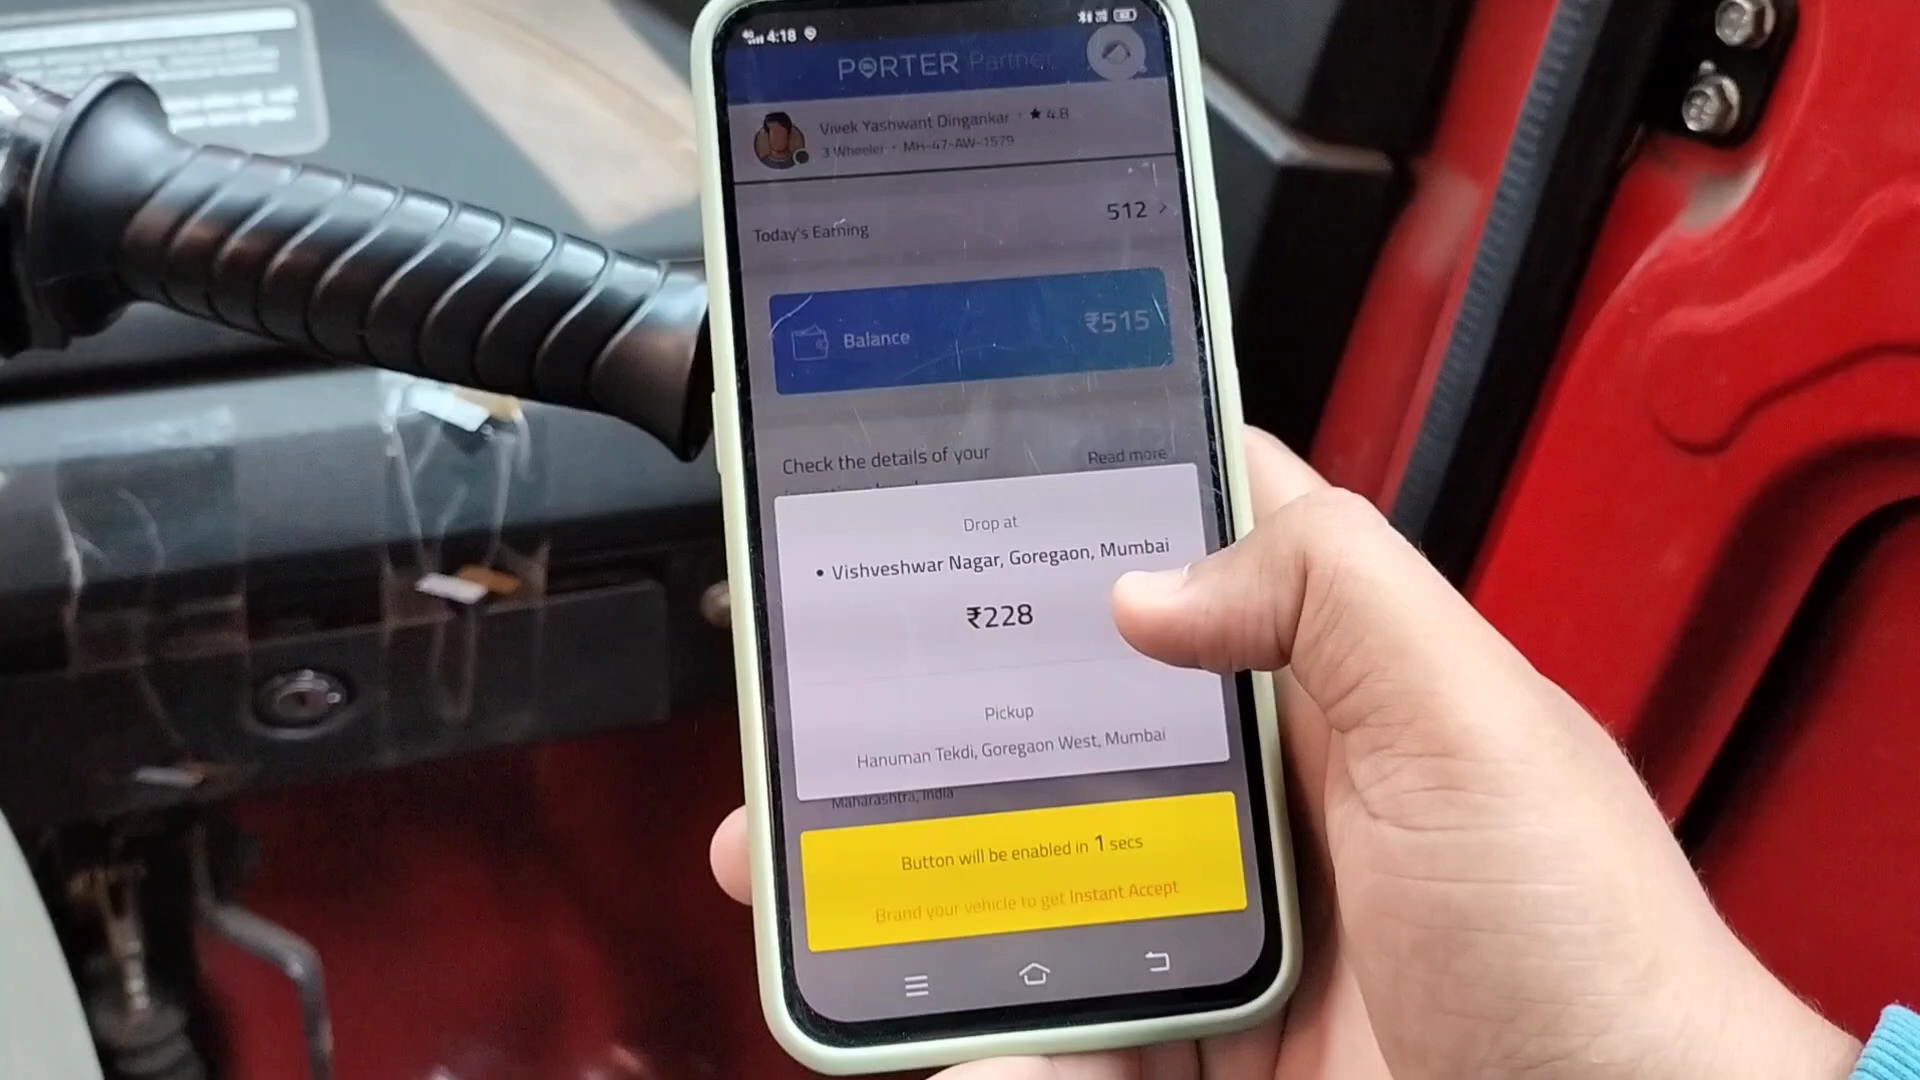 4:18
PORTER Partner
Vivek Yashwant Dingankar · ★ 4.8
3 Wheeler · MH-47-AW-1579
Today's Earning
512 >
Balance
₹515
Check the details of your
Read more
Drop at
• Vishveshwar Nagar, Goregaon, Mumbai
₹228
Pickup
Hanuman Tekdi, Goregaon West, Mumbai
Maharashtra, India
Button will be enabled in 1 secs
Brand your vehicle to get Instant Accept